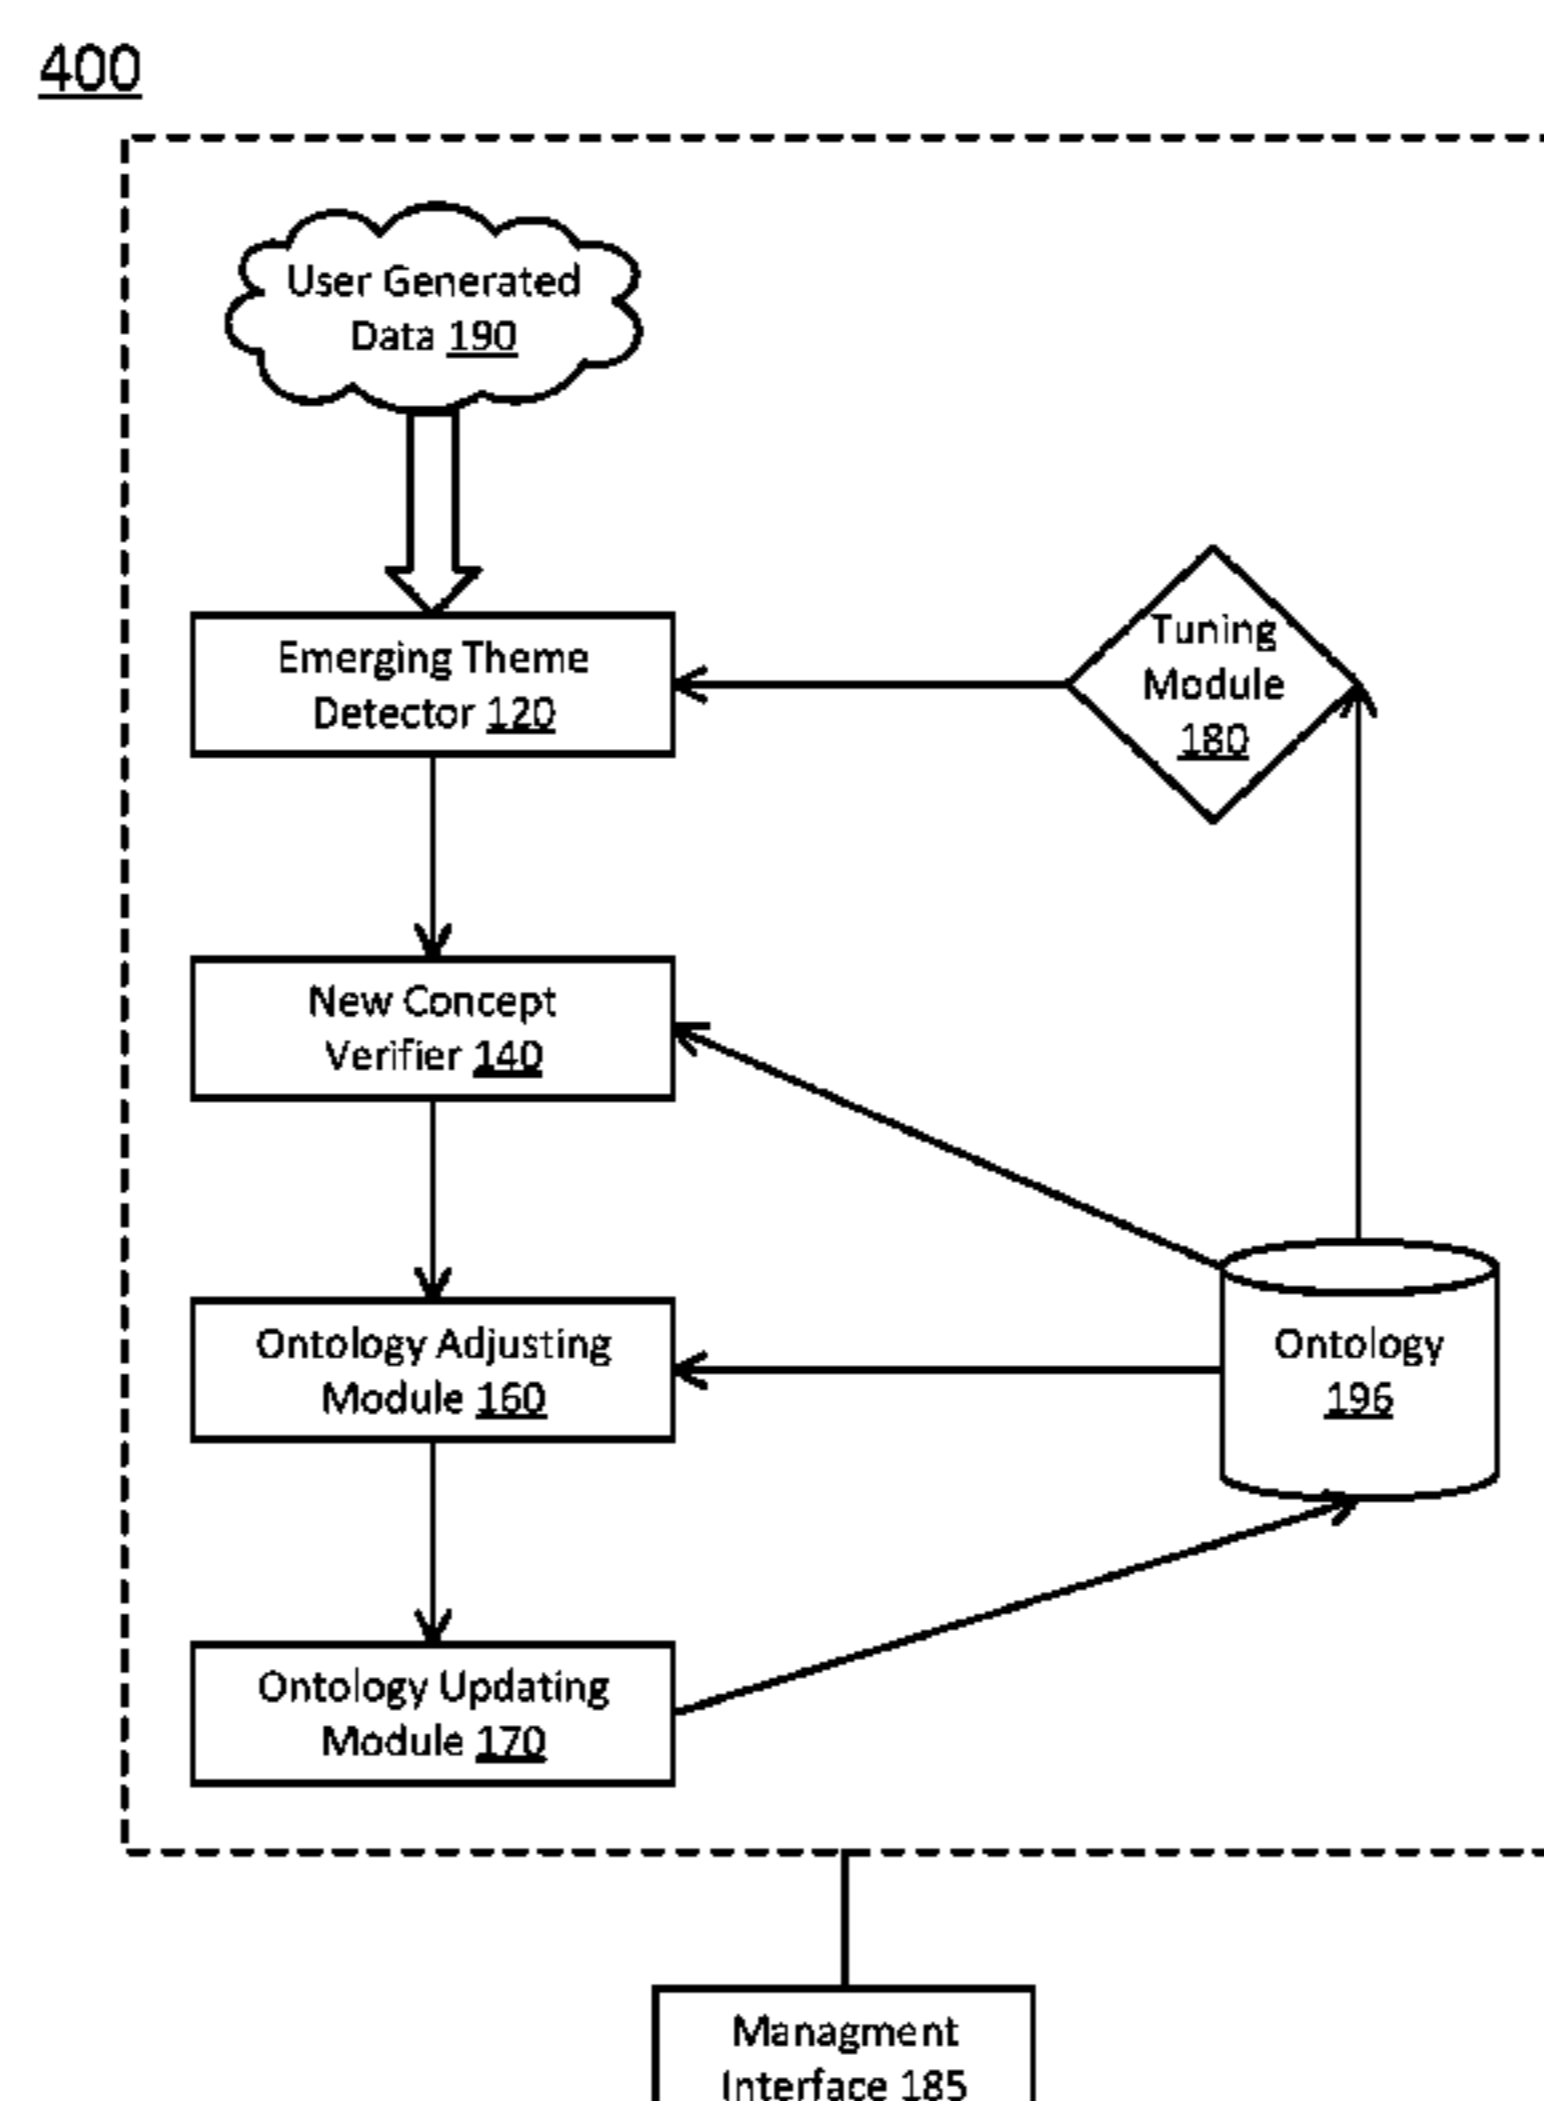 400
User Generated
Data 190
Emerging Theme
Detector 120
Tuning
Module
180
New Concept
Verifier 140
Ontology Adjusting
Module 160
Ontology
196
Ontology Updating
Module 170
Managment
Interface 185